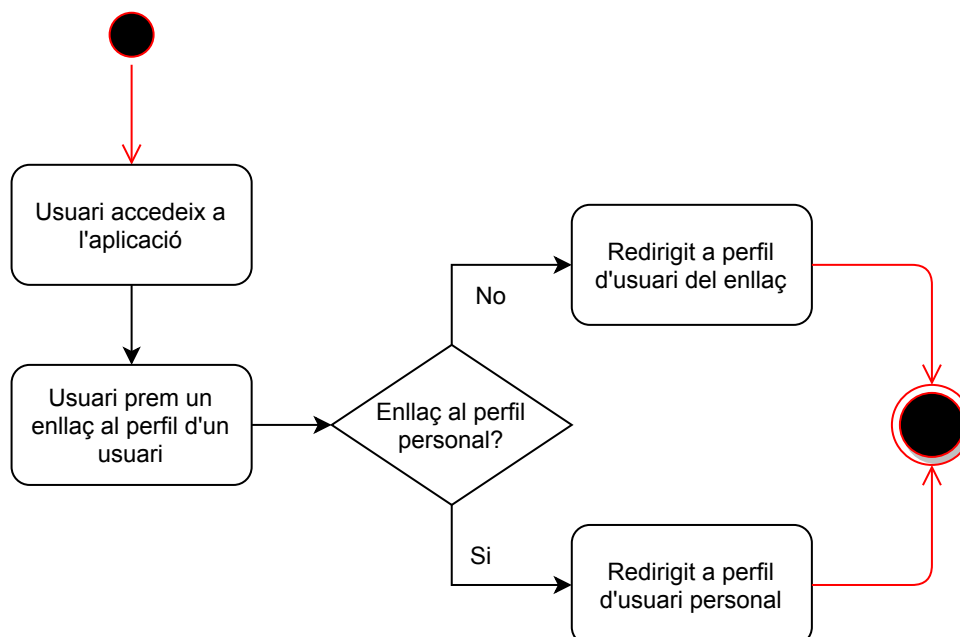 Usuari accedeix a
l'aplicació
Usuari prem un
enllaç al perfil d'un
usuari
Enllaç al perfil
personal?
No
Redirigit a perfil
d'usuari del enllaç
Si
Redirigit a perfil
d'usuari personal